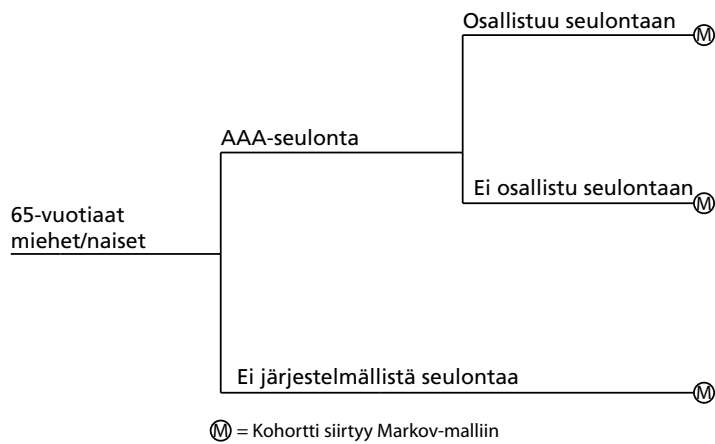 Osallistuu seulontaan
M
AAA-seulonta
Ei osallistu seulontaan
M
65-vuotiaat
miehet/naiset
Ei järjestelmällistä seulontaa
M
M = Kohortti siirtyy Markov-malliin